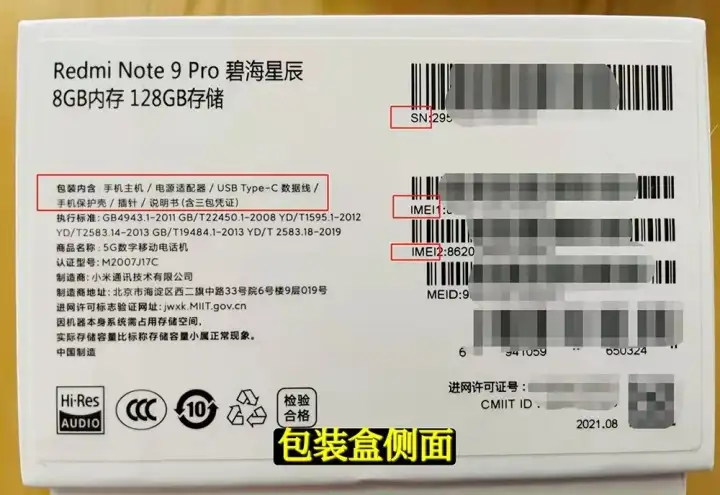 Redmi Note 9 Pro 碧海星辰
8GB内存 128GB存储
SN:295
包装内含 手机主机 / 电源适配器 / USB Type-C 数据线 /
手机保护壳 / 插针 / 说明书(含三包凭证)
执行标准: GB4943.1-2011 GB/T22450.1-2008 YD/T1595.1-2012
YD/T2583.14-2013 GB/T19484.1-2013 YD/T 2583.18-2019
商品名称: 5G数字移动电话机
认证型号: M2007J17C
制造商: 小米通讯技术有限公司
制造商地址: 北京市海淀区西二旗中路33号院6号楼9层019号
进网许可标志验证网址: jwxk.MIIT.gov.cn
因机器本身系统需占用存储空间,
实际存储容量比标称存储容量小属正常现象。
中国制造
IMEI1:
IMEI2:8620
MEID:9
6 941059 650324
进网许可证号:
CMIIT ID :
2021.08
Hi-Res
AUDIO
CCC
10
检验
合格
包装盒侧面